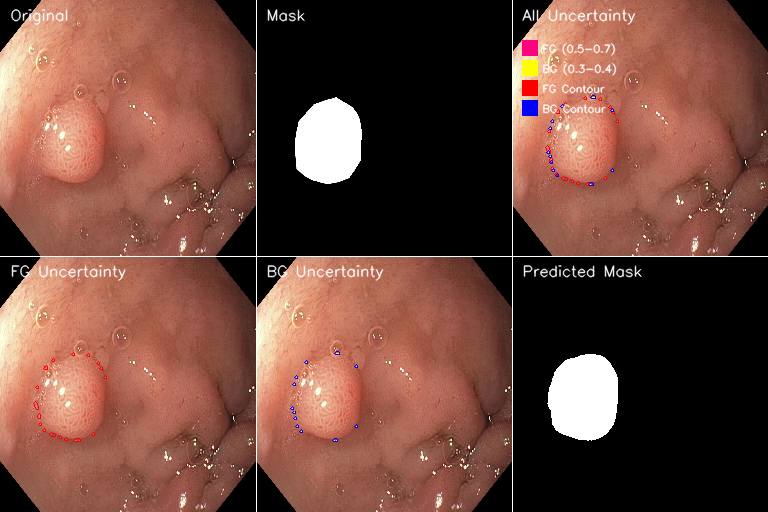 Original
Mask
All Uncertainty
FG (0.5-0.7)
BG (0.3-0.4)
FG Contour
BG Contour
FG Uncertainty
BG Uncertainty
Predicted Mask